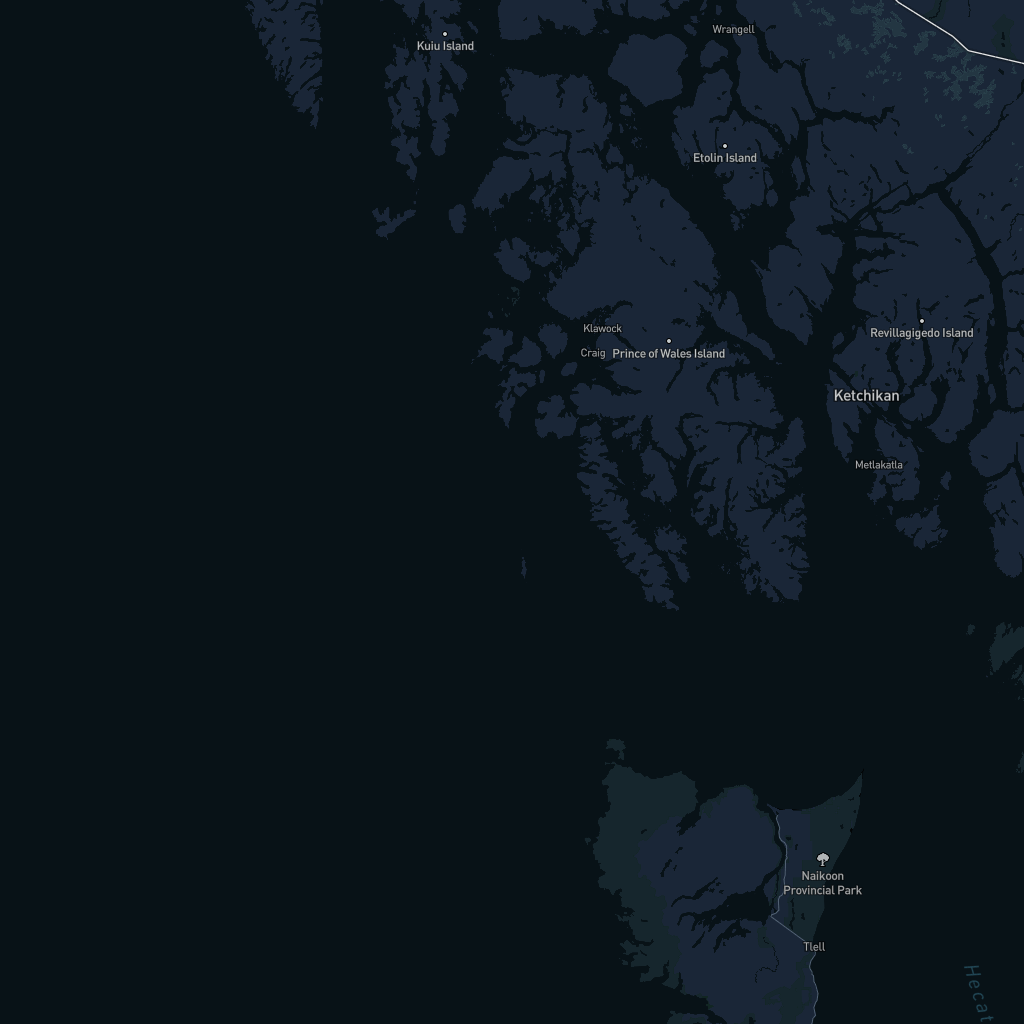 Wrangell
Kuiu Island
Etolin Island
Klawock
Revillagigedo Island
Craig
Prince of Wales Island
Ketchikan
Metlakatla
Naikoon
Provincial Park
Tlell
Hecat